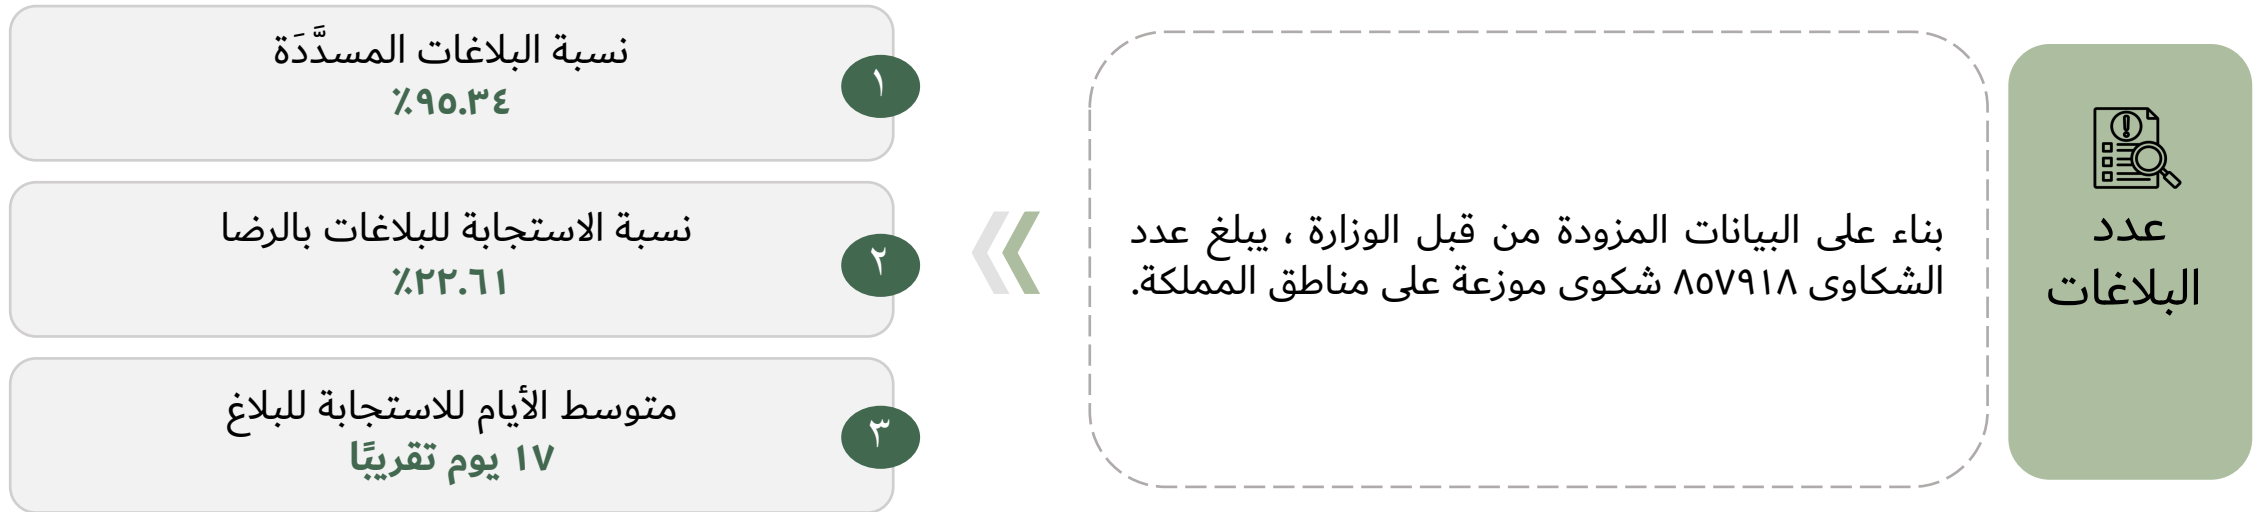 عدد
البلاغات
بناء على البيانات المزودة من قبل الوزارة ، يبلغ عدد
الشكاوى ٨٥٧٩١٨ شكوى موزعة على مناطق المملكة.
١
نسبة البلاغات المسدَّدَة
٩٥.٣٤٪
٢
نسبة الاستجابة للبلاغات بالرضا
٢٢.٦١٪
٣
متوسط الأيام للاستجابة للبلاغ
١٧ يوم تقريبًا